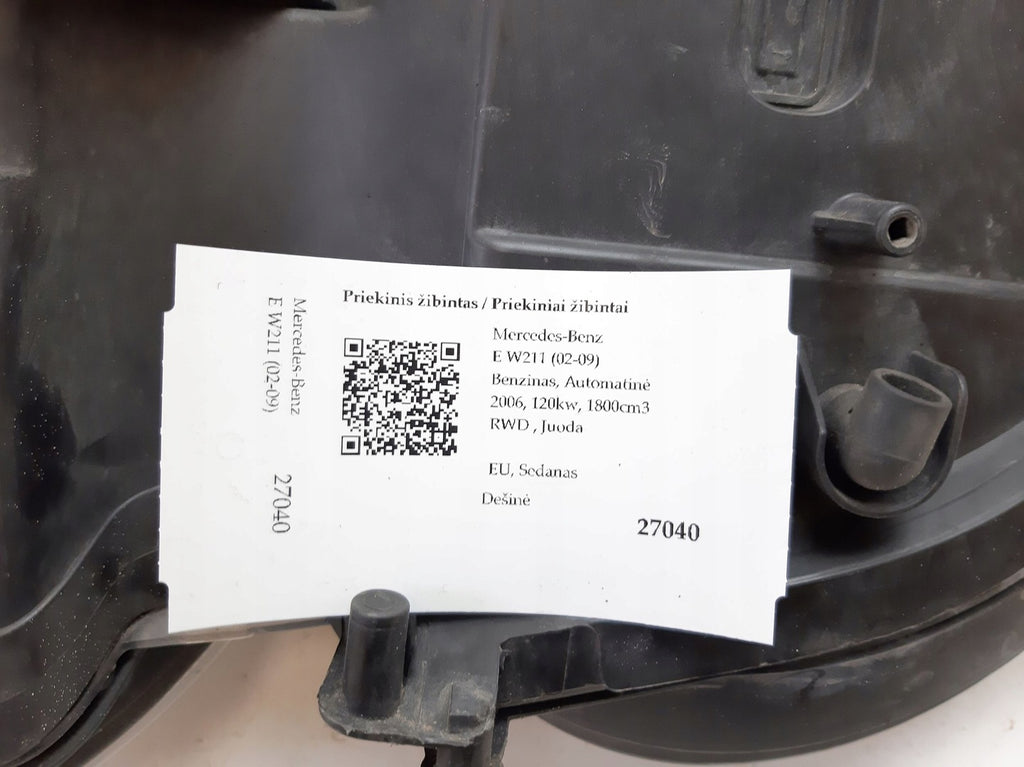 Priekinis žibintas / Priekiniai žibintai
Mercedes-Benz
E W211 (02-09)
Benzinas, Automatinė
2006, 120kw, 1800cm3
RWD , Juoda
EU, Sedanas
Dešinė
27040
Mercedes-Benz
E W211 (02-09)
27040